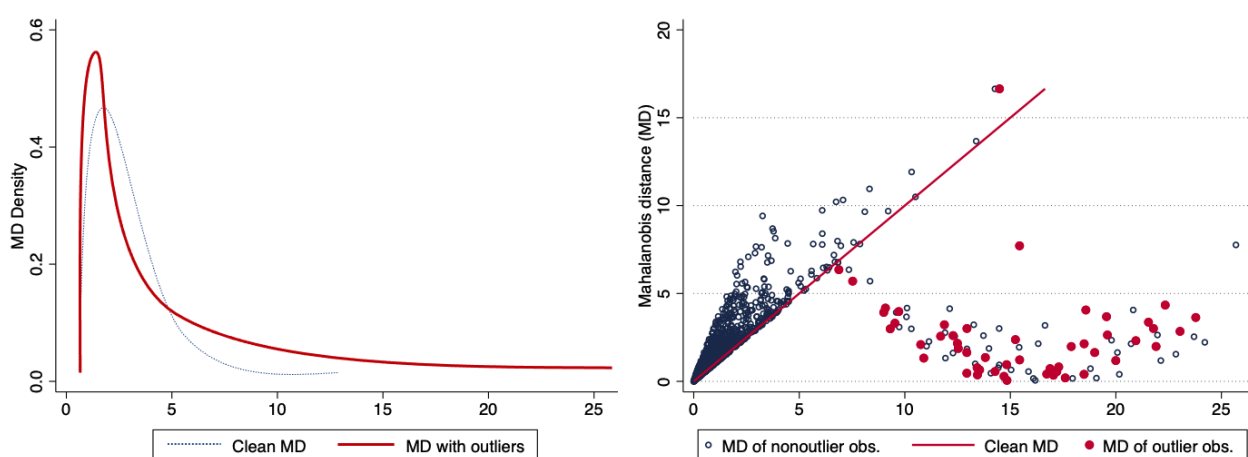 MD Density
0.6
0.4
0.2
0.0
0 5 10 15 20 25
Clean MD MD with outliers
Mahalanobis distance (MD)
20
15
10
5
0
0 5 10 15 20 25
MD of nonoutlier obs. Clean MD MD of outlier obs.